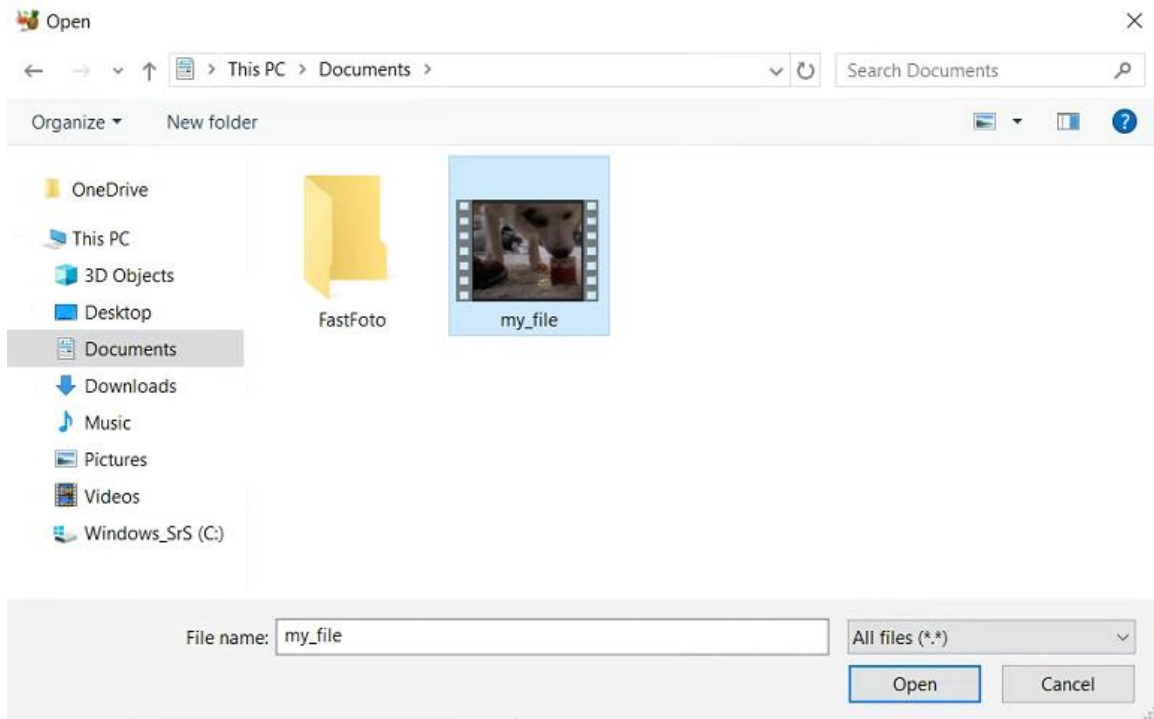 Open
This PC > Documents >
Search Documents
Organize
New folder
?
OneDrive
This PC
3D Objects
Desktop
Documents
Downloads
Music
Pictures
Videos
Windows_SrS (C:)
FastFoto
my_file
File name: my_file
All files (*.*)
Open
Cancel